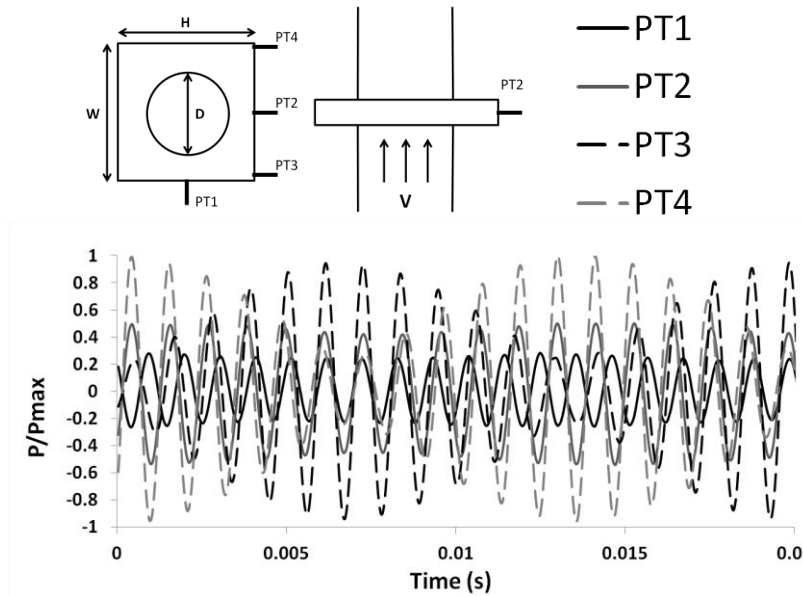 H
PT4
W
D
PT2
PT3
PT1
PT2
V
PT1
PT2
PT3
PT4
P/Pmax
1
0.8
0.6
0.4
0.2
0
-0.2
-0.4
-0.6
-0.8
-1
0
0.005
0.01
0.015
0.0
Time (s)